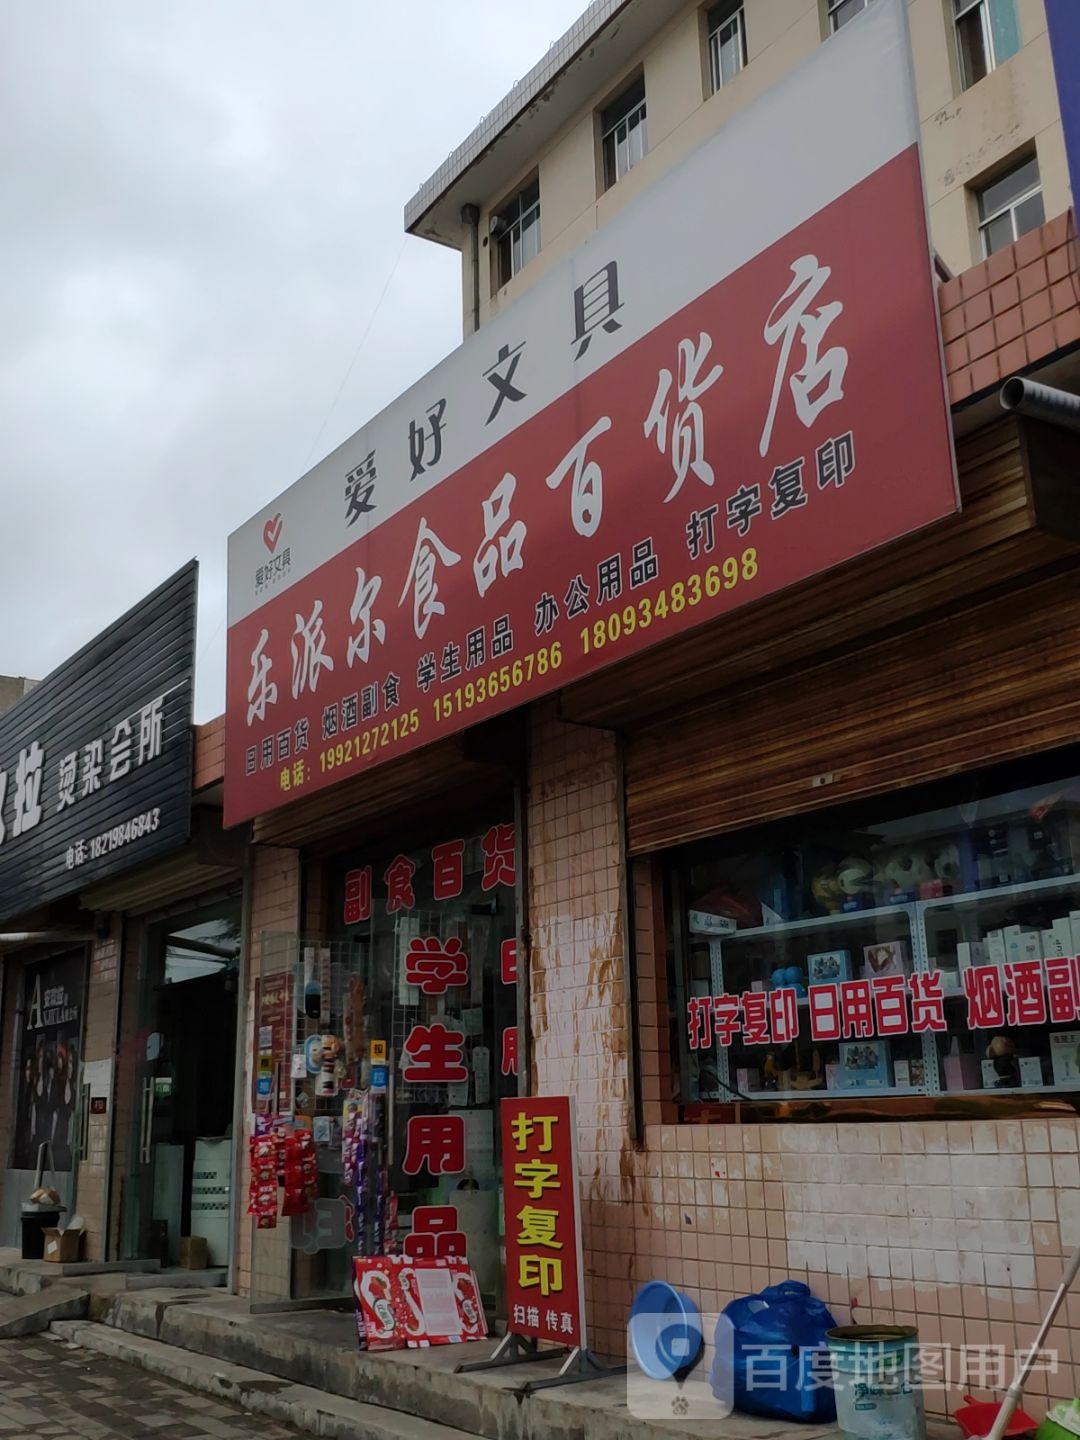 爱好文具
爱好文具
乐派尔食品百货店
日用百货 烟酒副食 学生用品 办公用品 打字复印
电话：19921272125 15193656786 18093483698
拉 烫染会所
电话:18219846843
副食百货
学生用品
打字复印 日用百货 烟酒副
打字复印
扫描 传真
百度地图用户